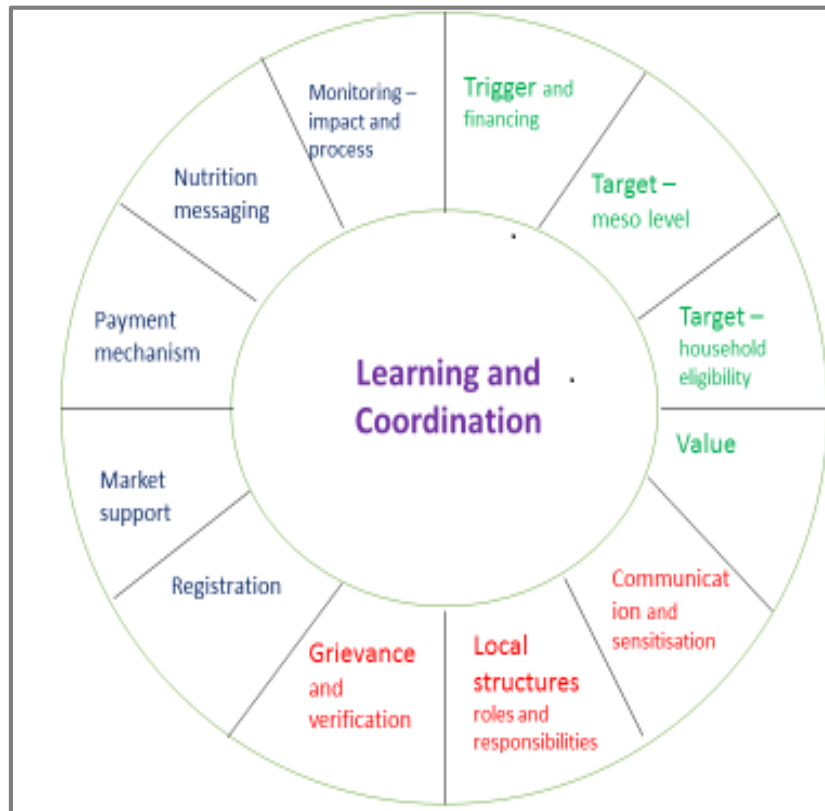 Trigger and
financing
Target –
meso level
Target –
household
eligibility
Value
Communicat
ion and
sensitisation
Local
structures
roles and
responsibilities
Grievance
and
verification
Registration
Market
support
Payment
mechanism
Nutrition
messaging
Monitoring –
impact and
process
Learning and
Coordination